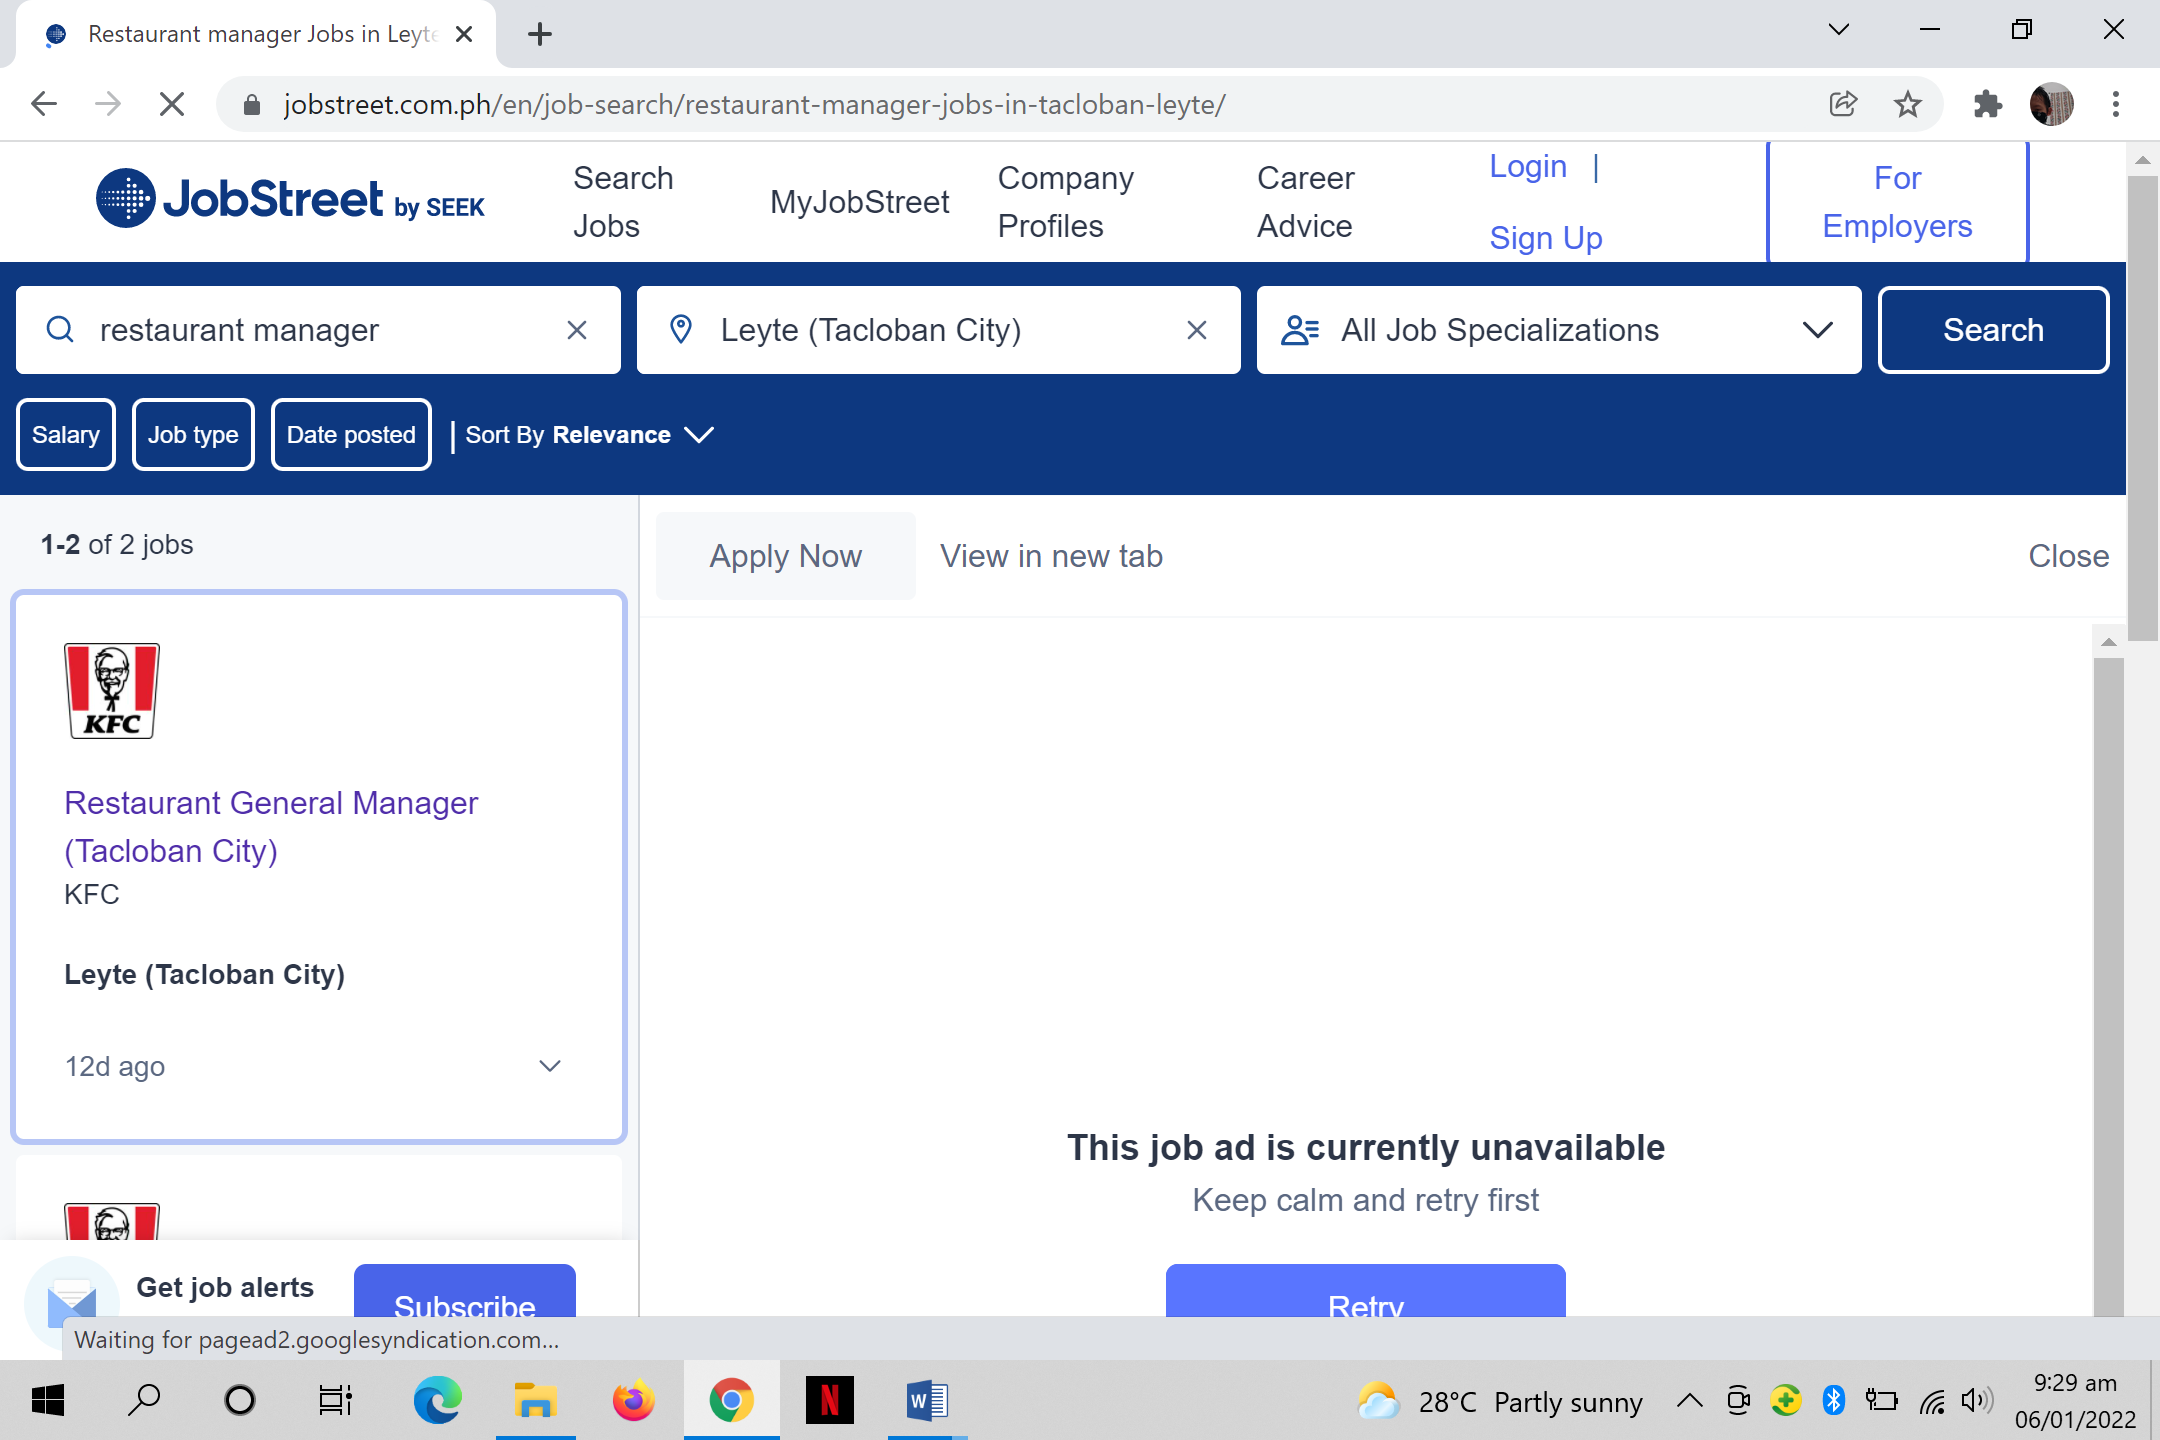 Restaurant manager Jobs in Leyte
jobstreet.com.ph/en/job-search/restaurant-manager-jobs-in-tacloban-leyte/
JobStreet by SEEK
Search Jobs
MyJobStreet
Company Profiles
Career Advice
Login |
Sign Up
For Employers
restaurant manager
Leyte (Tacloban City)
All Job Specializations
Search
Salary
Job type
Date posted
| Sort By Relevance
1-2 of 2 jobs
Apply Now
View in new tab
Close
KFC
Restaurant General Manager
(Tacloban City)
KFC
Leyte (Tacloban City)
12d ago
This job ad is currently unavailable
Keep calm and retry first
Retry
Get job alerts
Subscribe
Waiting for pagead2.googlesyndication.com...
N
W
28°C Partly sunny
9:29 am
06/01/2022